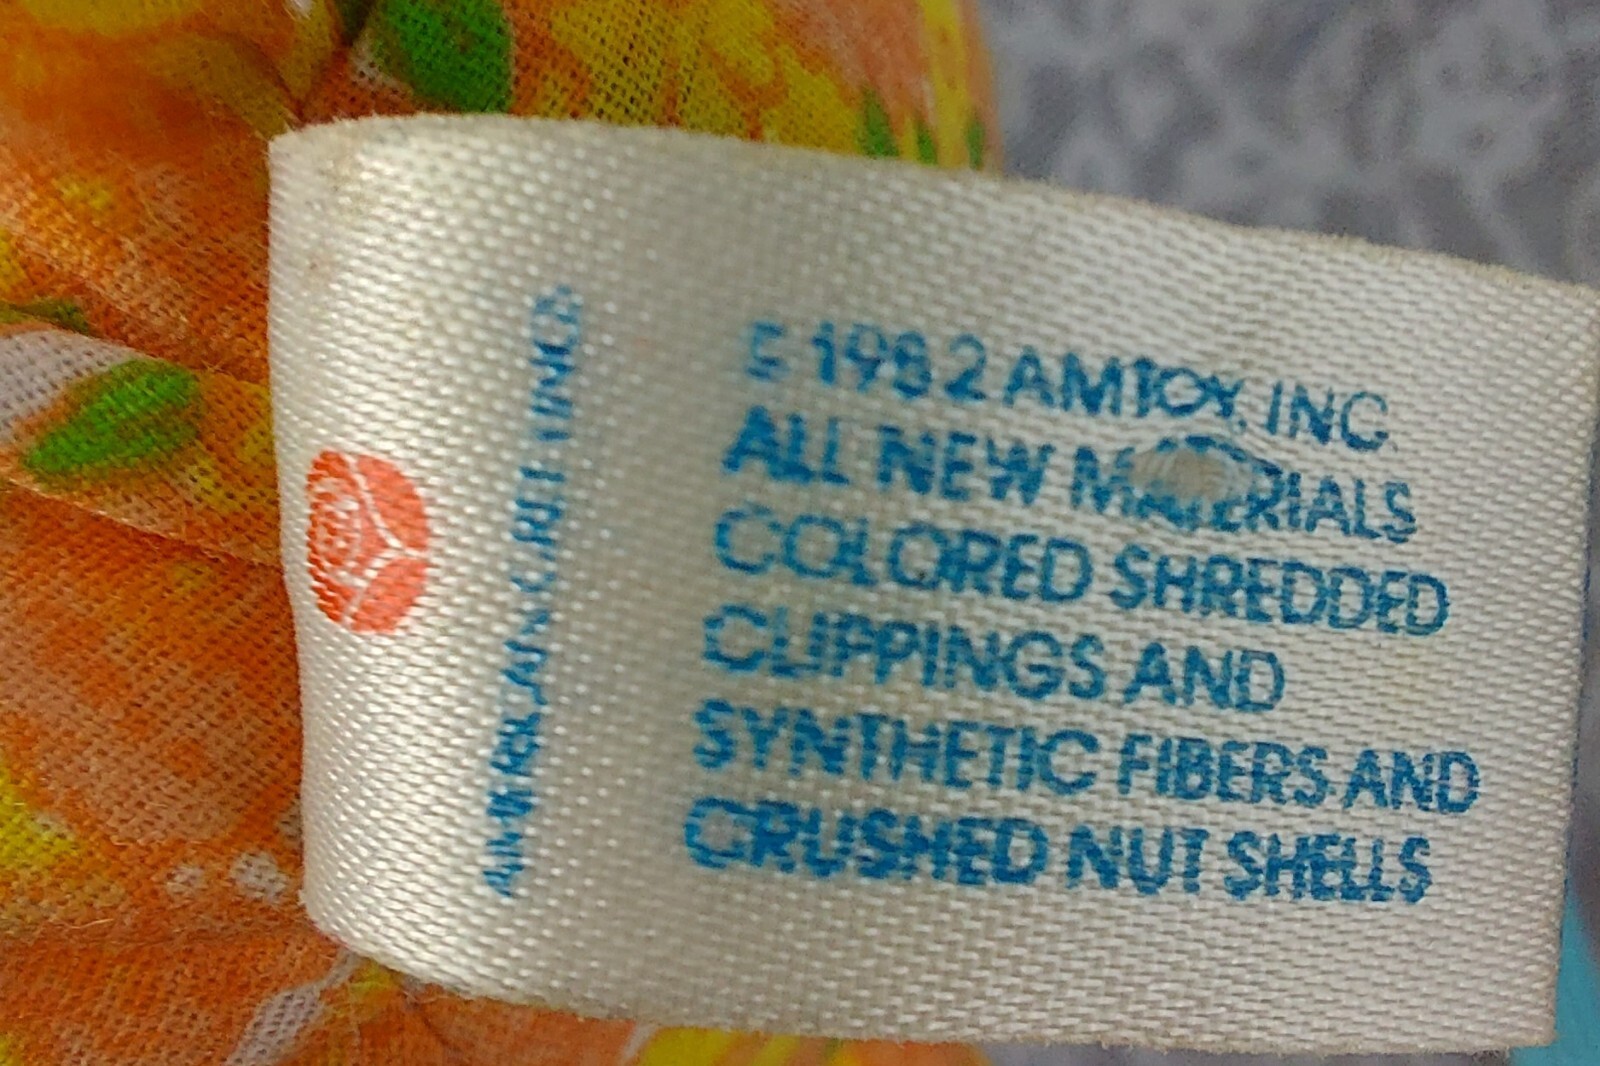 © 1982 AMTOY, INC.
ALL NEW MATERIALS
COLORED SHREDDED
CLIPPINGS AND
SYNTHETIC FIBERS AND
CRUSHED NUT SHELLS
AMERICAN GREETINGS